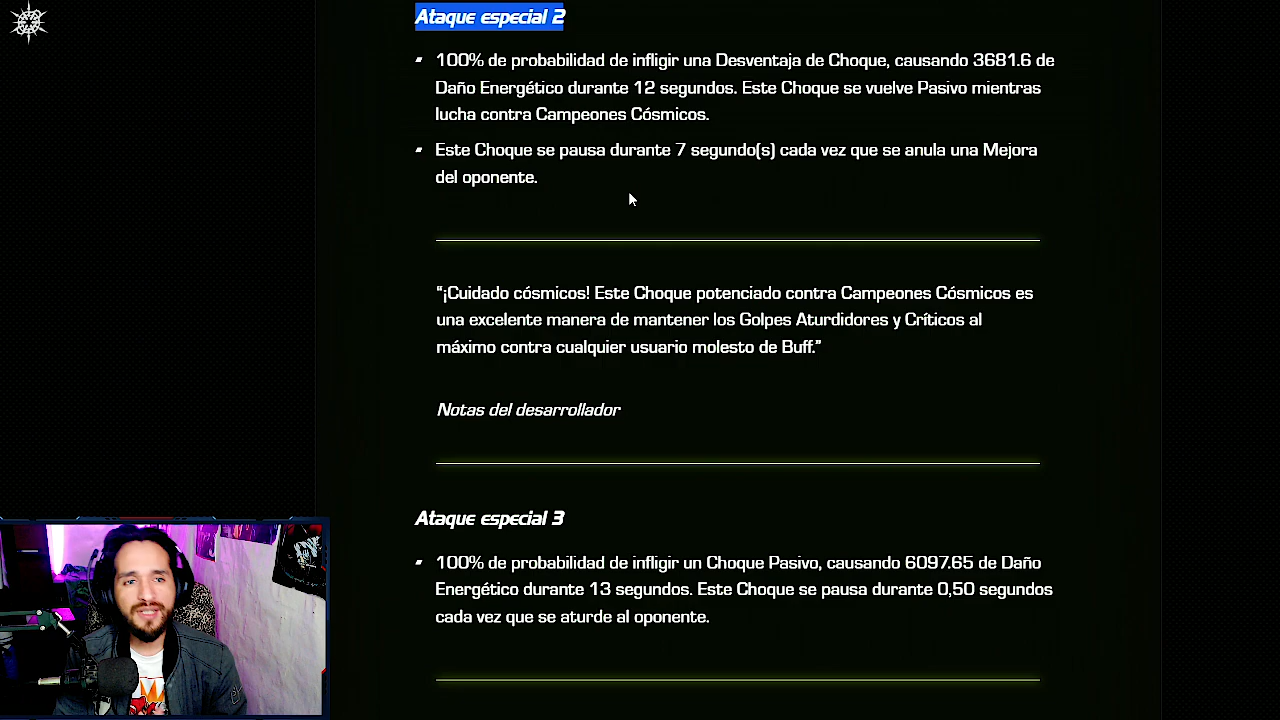 Ataque especial 2
100% de probabilidad de infligir una Desventaja de Choque, causando 3681.6 de
Daño Energético durante 12 segundos. Este Choque se vuelve Pasivo mientras
lucha contra Campeones Cósmicos.
Este Choque se pausa durante 7 segundo(s) cada vez que se anula una Mejora
del oponente.
“¡Cuidado cósmicos! Este Choque potenciado contra Campeones Cósmicos es
una excelente manera de mantener los Golpes Aturdidores y Críticos al
máximo contra cualquier usuario molesto de Buff.”
Notas del desarrollador
Ataque especial 3
100% de probabilidad de infligir un Choque Pasivo, causando 6097.65 de Daño
Energético durante 13 segundos. Este Choque se pausa durante 0,50 segundos
cada vez que se aturde al oponente.